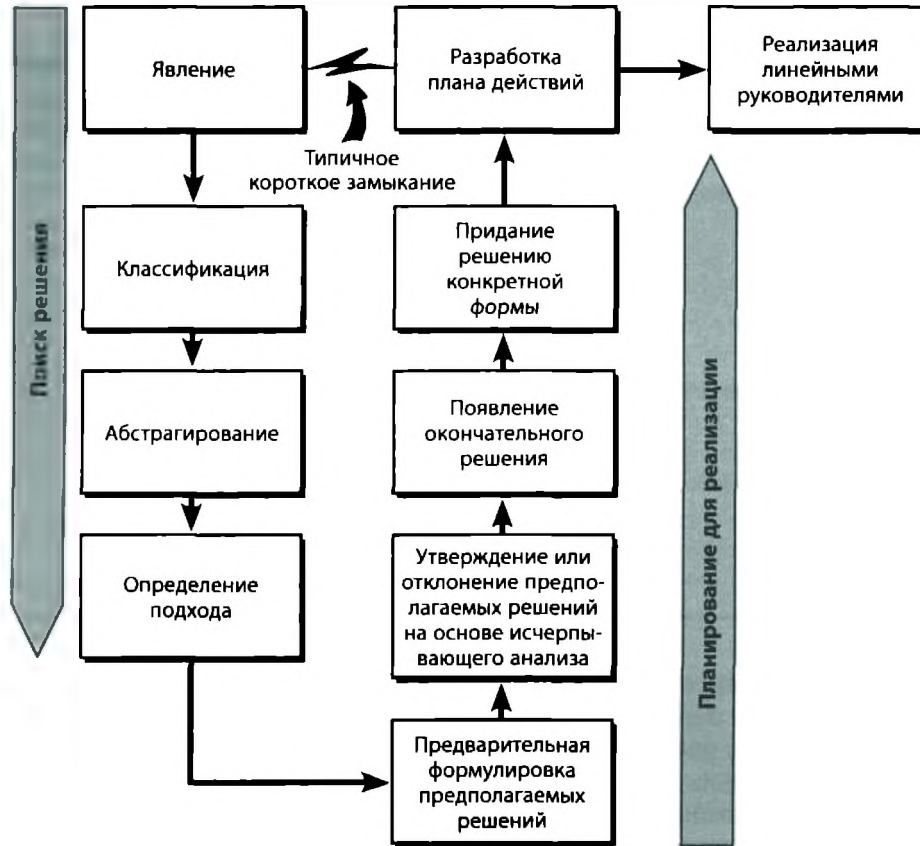 Явление
Разработка
плана действий
Реализация
линейными
руководителями
Типичное
короткое замыкание
Классификация
Придание
решению
конкретной
формы
Абстрагирование
Появление
окончательного
решения
Определение
подхода
Утверждение или
отклонение предпо-
лагаемых решений
на основе исчерпы-
вающего анализа
Предварительная
формулировка
предполагаемых
решений
Поиск решения
Планирование для реализации